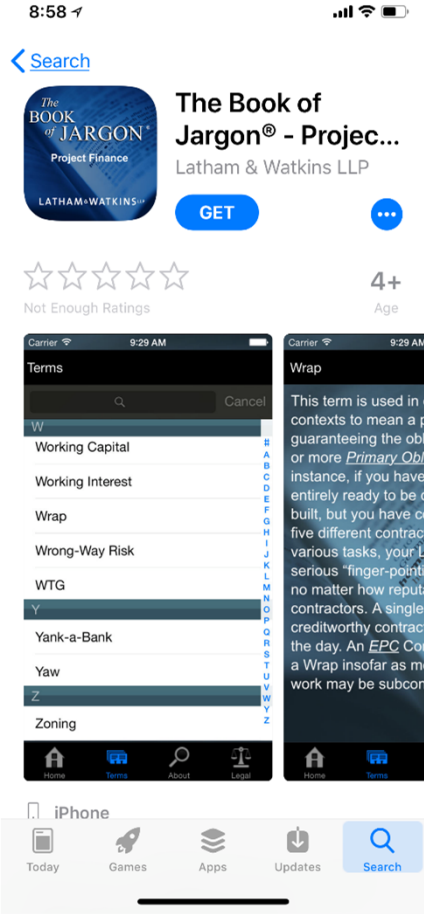 8:58
Search
The
BOOK
of JARGON®
Project Finance
LATHAM&WATKINS LLP
The Book of
Jargon® - Projec...
Latham & Watkins LLP
GET
Not Enough Ratings
4+
Age
Carrier 9:29 AM
Terms
Cancel
W
Working Capital
Working Interest
Wrap
Wrong-Way Risk
WTG
Y
Yank-a-Bank
Yaw
Z
Zoning
#
A
B
C
D
E
F
G
H
I
J
K
L
M
N
O
P
Q
R
S
T
U
V
W
Y
Z
Home Terms About Legal
Carrier 9:29 AM
Wrap
This term is used in
contexts to mean a p
guaranteeing the obl
or more Primary Obl
instance, if you have
entirely ready to be
built, but you have c
five different contrac
various tasks, your L
serious "finger-pointi
no matter how reput
contractors. A single
creditworthy contrac
the day. An EPC Con
a Wrap insofar as m
work may be subcon
Home Terms
iPhone
Today Games Apps Updates Search